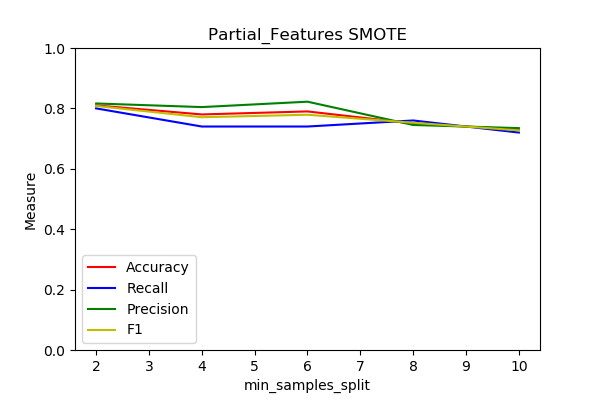 Partial_Features SMOTE
1.0
0.8
0.6
0.4
0.2
0.0
Measure
Accuracy
Recall
Precision
F1
2 3 4 5 6 7 8 9 10
min_samples_split